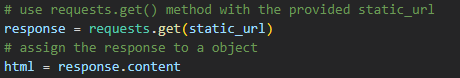 # use requests.get() method with the provided static_url
response = requests.get(static_url)
# assign the response to a object
html = response.content